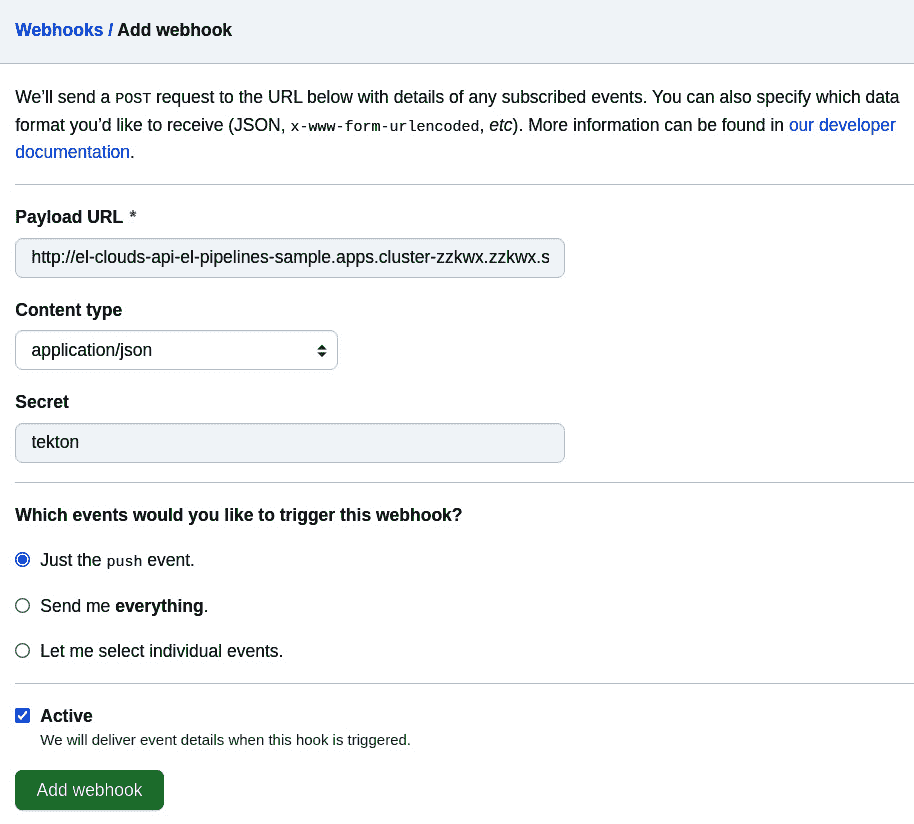 Webhooks / Add webhook
We’ll send a POST request to the URL below with details of any subscribed events. You can also specify which data
format you’d like to receive (JSON, x-www-form-urlencoded, etc). More information can be found in our developer
documentation.
Payload URL *
http://el-clouds-api-el-pipelines-sample.apps.cluster-zzkwx.zzkwx.s
Content type
application/json
Secret
tekton
Which events would you like to trigger this webhook?
Just the push event.
Send me everything.
Let me select individual events.
Active
We will deliver event details when this hook is triggered.
Add webhook